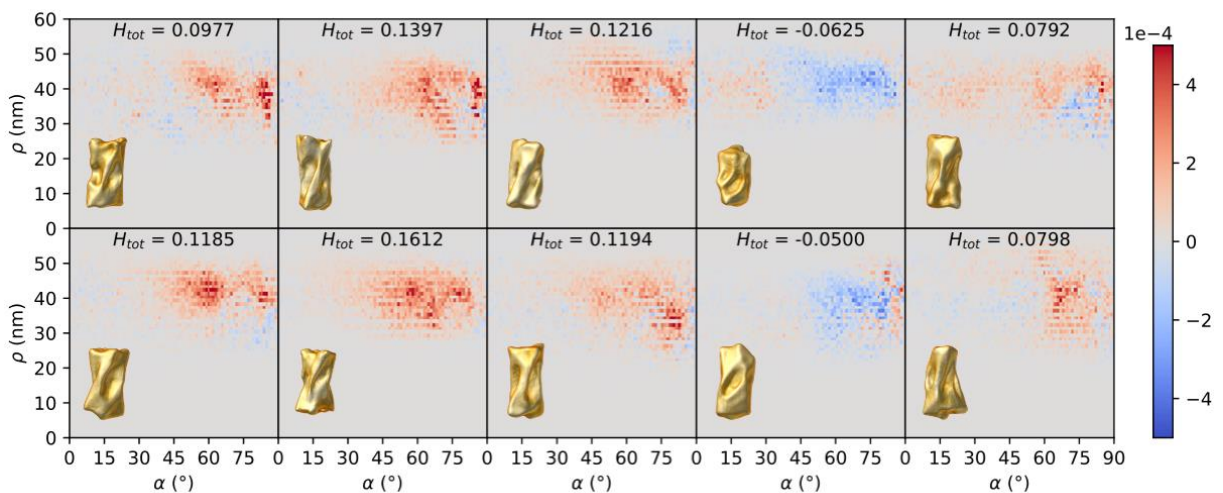 1e−4
60
50
40
30
20
10
0
ρ (nm)
H_tot = 0.0977
H_tot = 0.1397
H_tot = 0.1216
H_tot = -0.0625
H_tot = 0.0792
4
2
0
−2
−4
50
40
30
20
10
0
ρ (nm)
H_tot = 0.1185
H_tot = 0.1612
H_tot = 0.1194
H_tot = -0.0500
H_tot = 0.0798
0 15 30 45 60 75 0 15 30 45 60 75 0 15 30 45 60 75 0 15 30 45 60 75 0 15 30 45 60 75 90
α (°) α (°) α (°) α (°) α (°)